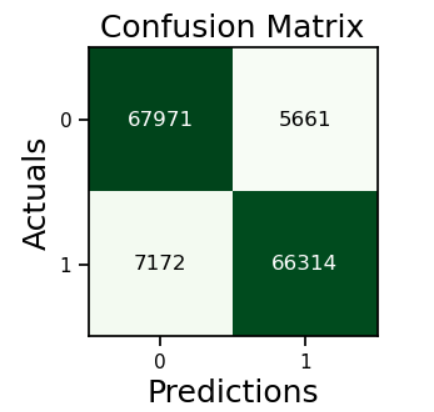 Confusion Matrix
Actuals
0
67971
5661
1
7172
66314
0
1
Predictions